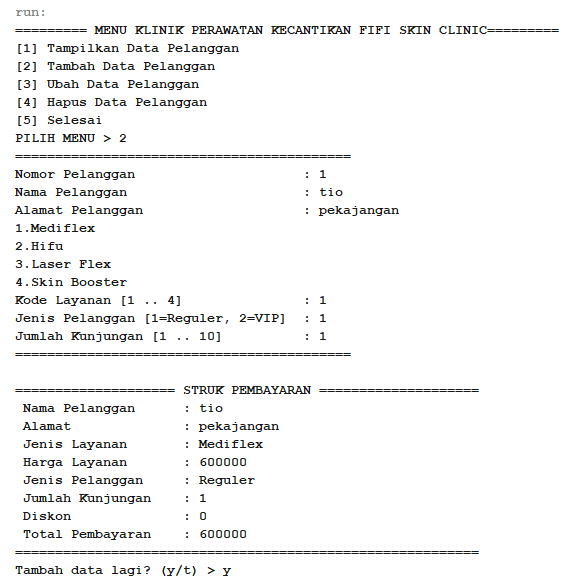 run:
========= MENU KLINIK PERAWATAN KECANTIKAN FIFI SKIN CLINIC=========
[1] Tampilkan Data Pelanggan
[2] Tambah Data Pelanggan
[3] Ubah Data Pelanggan
[4] Hapus Data Pelanggan
[5] Selesai
PILIH MENU > 2
==========================================
Nomor Pelanggan                     : 1
Nama Pelanggan                      : tio
Alamat Pelanggan                    : pekajangan
1.Mediflex
2.Hifu
3.Laser Flex
4.Skin Booster
Kode Layanan [1 .. 4]               : 1
Jenis Pelanggan [1=Reguler, 2=VIP]  : 1
Jumlah Kunjungan [1 .. 10]          : 1
==========================================
==================== STRUK PEMBAYARAN ====================
 Nama Pelanggan      : tio
 Alamat              : pekajangan
 Jenis Layanan       : Mediflex
 Harga Layanan       : 600000
 Jenis Pelanggan     : Reguler
 Jumlah Kunjungan    : 1
 Diskon              : 0
 Total Pembayaran    : 600000
==========================================================
Tambah data lagi? (y/t) > y